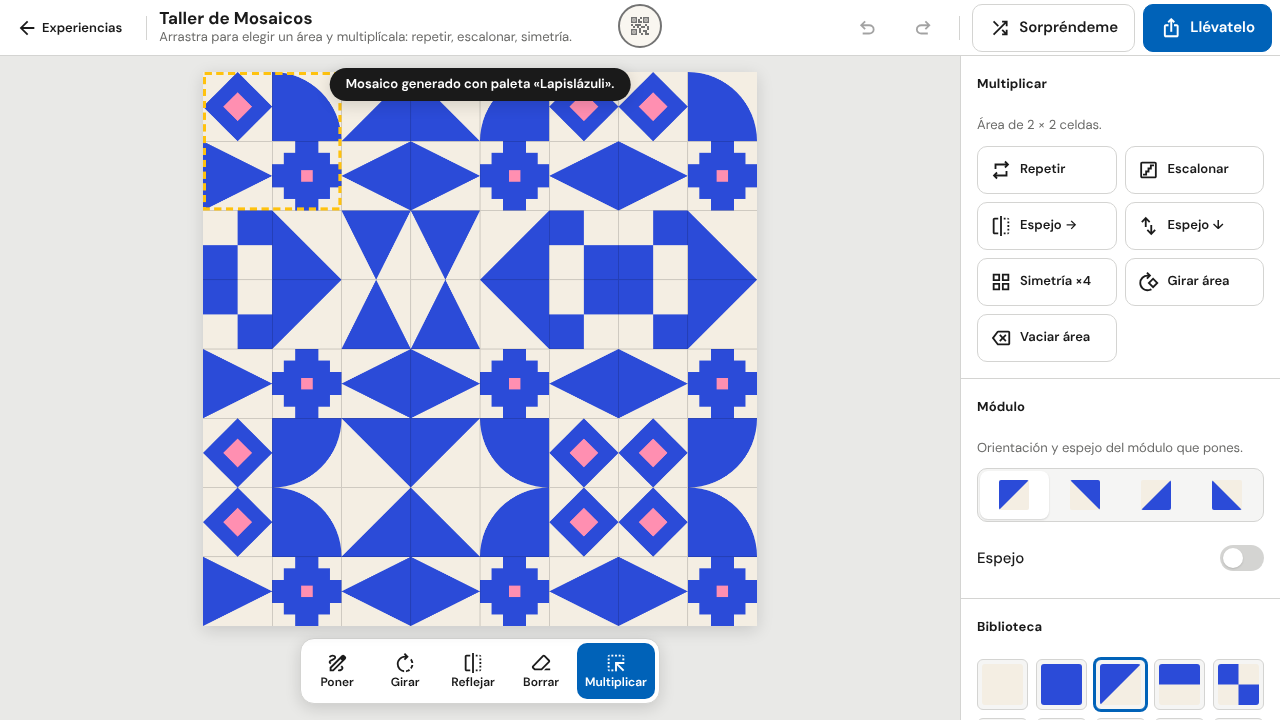 Experiencias
Taller de Mosaicos
Arrastra para elegir un área y multiplícala: repetir, escalonar, simetría.
Sorpréndeme
Llévatelo
Mosaico generado con paleta «Lapislázuli».
Multiplicar
Área de 2 × 2 celdas.
Repetir
Escalonar
Espejo →
Espejo ↓
Simetría ×4
Girar área
Vaciar área
Módulo
Orientación y espejo del módulo que pones.
Espejo
Biblioteca
Poner
Girar
Reflejar
Borrar
Multiplicar